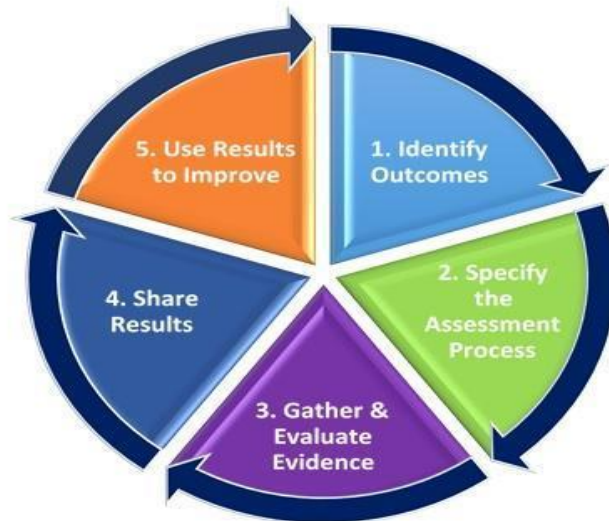 1. Identify
Outcomes
2. Specify
the
Assessment
Process
3. Gather &
Evaluate
Evidence
4. Share
Results
5. Use Results
to Improve